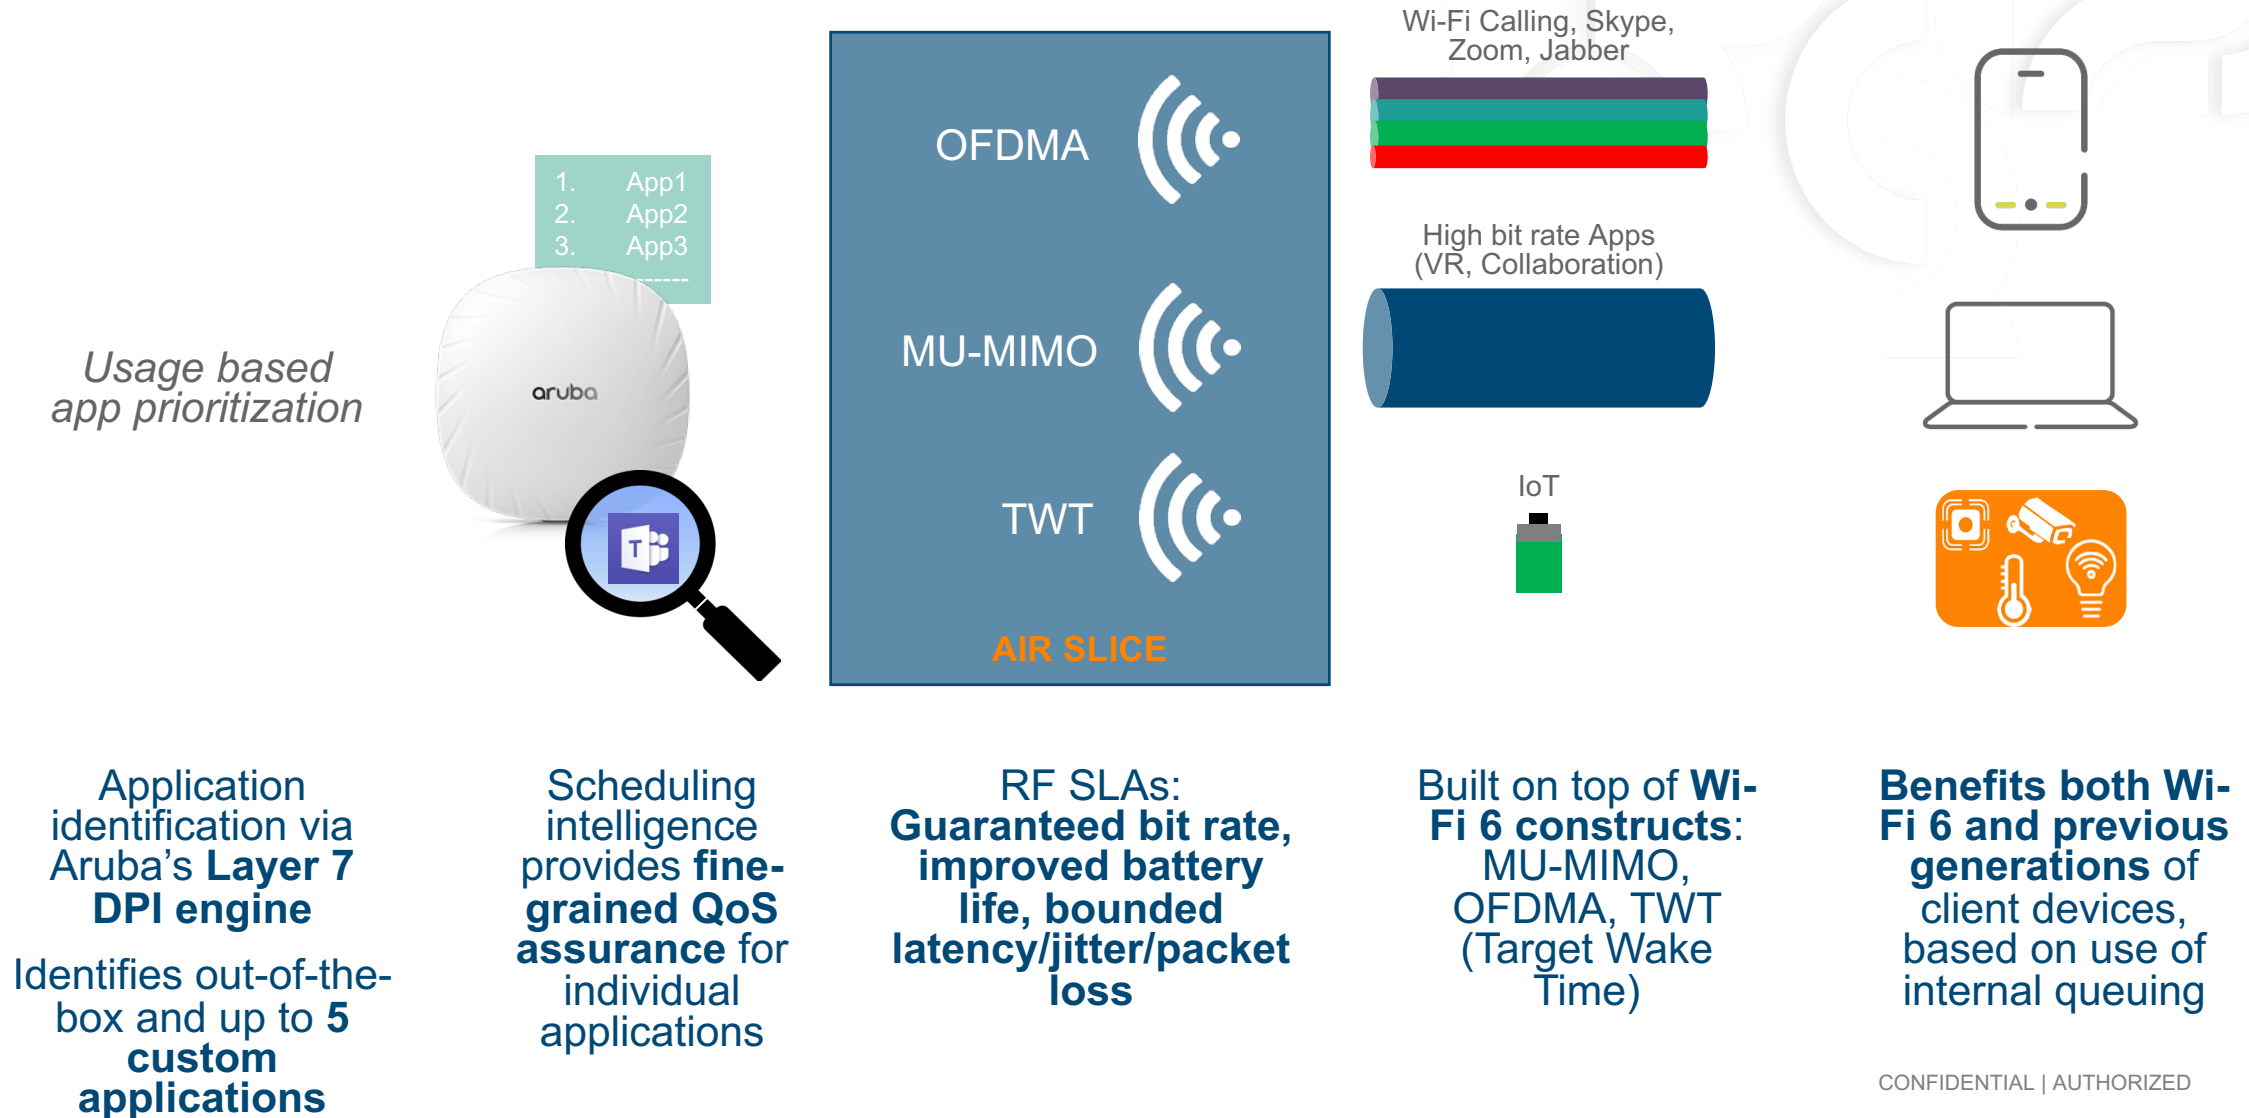 Usage based
app prioritization
1. App1
2. App2
3. App3
------
aruba
T
OFDMA
MU-MIMO
TWT
AIR SLICE
Wi-Fi Calling, Skype,
Zoom, Jabber
High bit rate Apps
(VR, Collaboration)
IoT
Application
identification via
Aruba’s Layer 7
DPI engine
Identifies out-of-the-
box and up to 5
custom
applications
Scheduling
intelligence
provides fine-
grained QoS
assurance for
individual
applications
RF SLAs:
Guaranteed bit rate,
improved battery
life, bounded
latency/jitter/packet
loss
Built on top of Wi-
Fi 6 constructs:
MU-MIMO,
OFDMA, TWT
(Target Wake
Time)
Benefits both Wi-
Fi 6 and previous
generations of
client devices,
based on use of
internal queuing
CONFIDENTIAL | AUTHORIZED